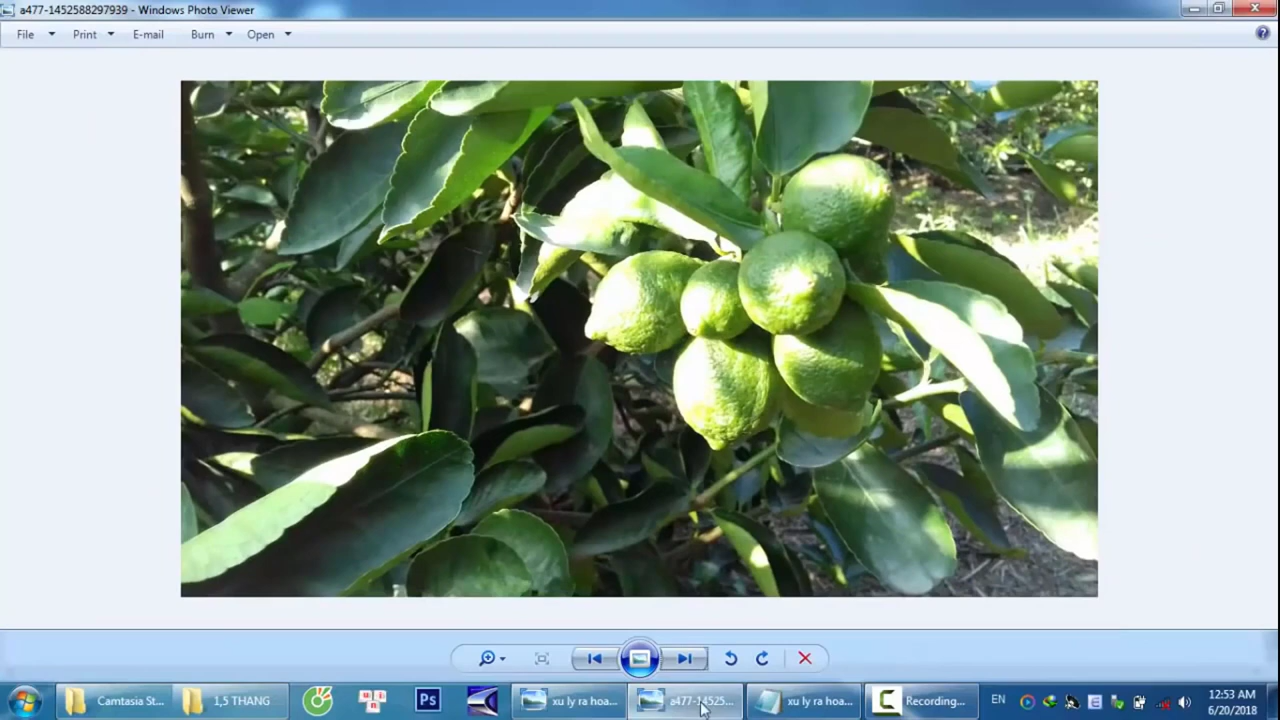 a477-1452588297939 - Windows Photo Viewer
File Print E-mail Burn Open
Camtasia St... 1,5 THANG Ps xu ly ra hoa... a477-14525... xu ly ra hoa... Recording... EN 12:53 AM
6/20/2018